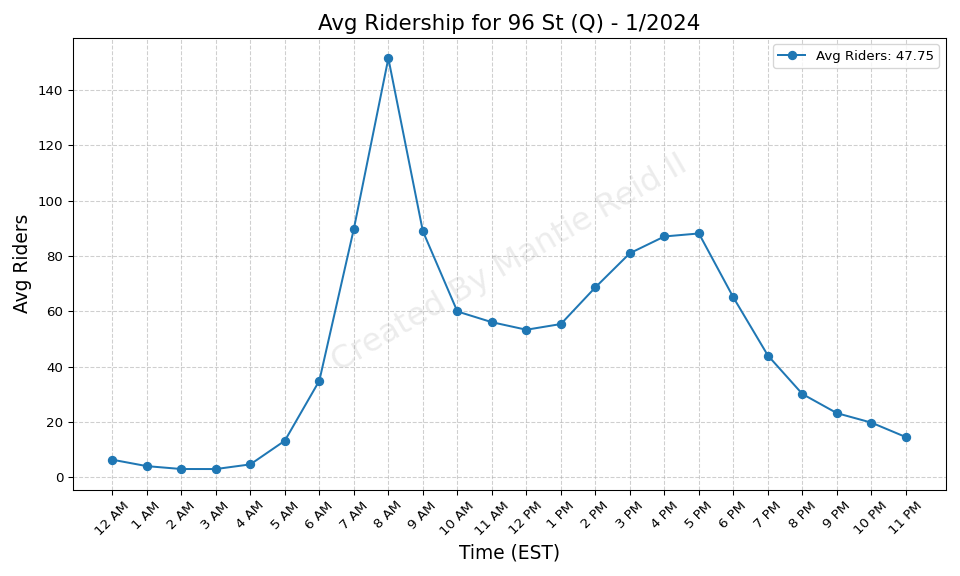 Avg Ridership for 96 St (Q) - 1/2024
Avg Riders: 47.75
Avg Riders
140
120
100
80
60
40
20
0
Created By Mantie Reid II
12 AM
1 AM
2 AM
3 AM
4 AM
5 AM
6 AM
7 AM
8 AM
9 AM
10 AM
11 AM
12 PM
1 PM
2 PM
3 PM
4 PM
5 PM
6 PM
7 PM
8 PM
9 PM
10 PM
11 PM
Time (EST)